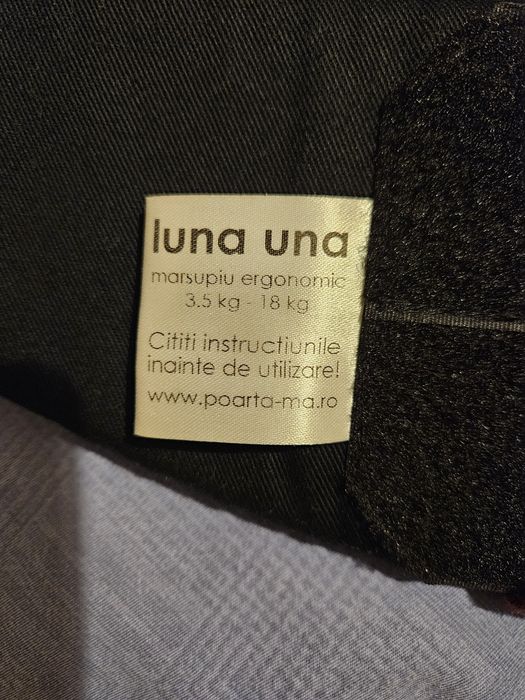 luna una
marsupiu ergonomic
3.5 kg - 18 kg
Cititi instructiunile
inainte de utilizare!
www.poarta-ma.ro